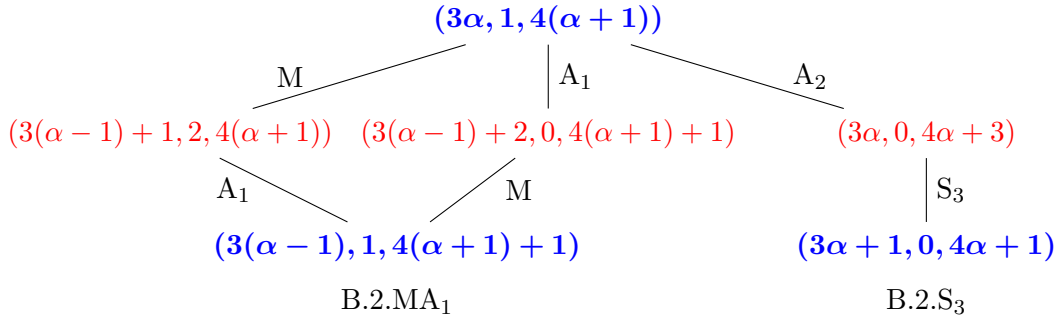 (3α, 1, 4(α + 1))
M A₁ A₂
(3(α − 1) + 1, 2, 4(α + 1)) (3(α − 1) + 2, 0, 4(α + 1) + 1) (3α, 0, 4α + 3)
A₁ M S₃
(3(α − 1), 1, 4(α + 1) + 1) (3α + 1, 0, 4α + 1)
B.2.MA₁ B.2.S₃